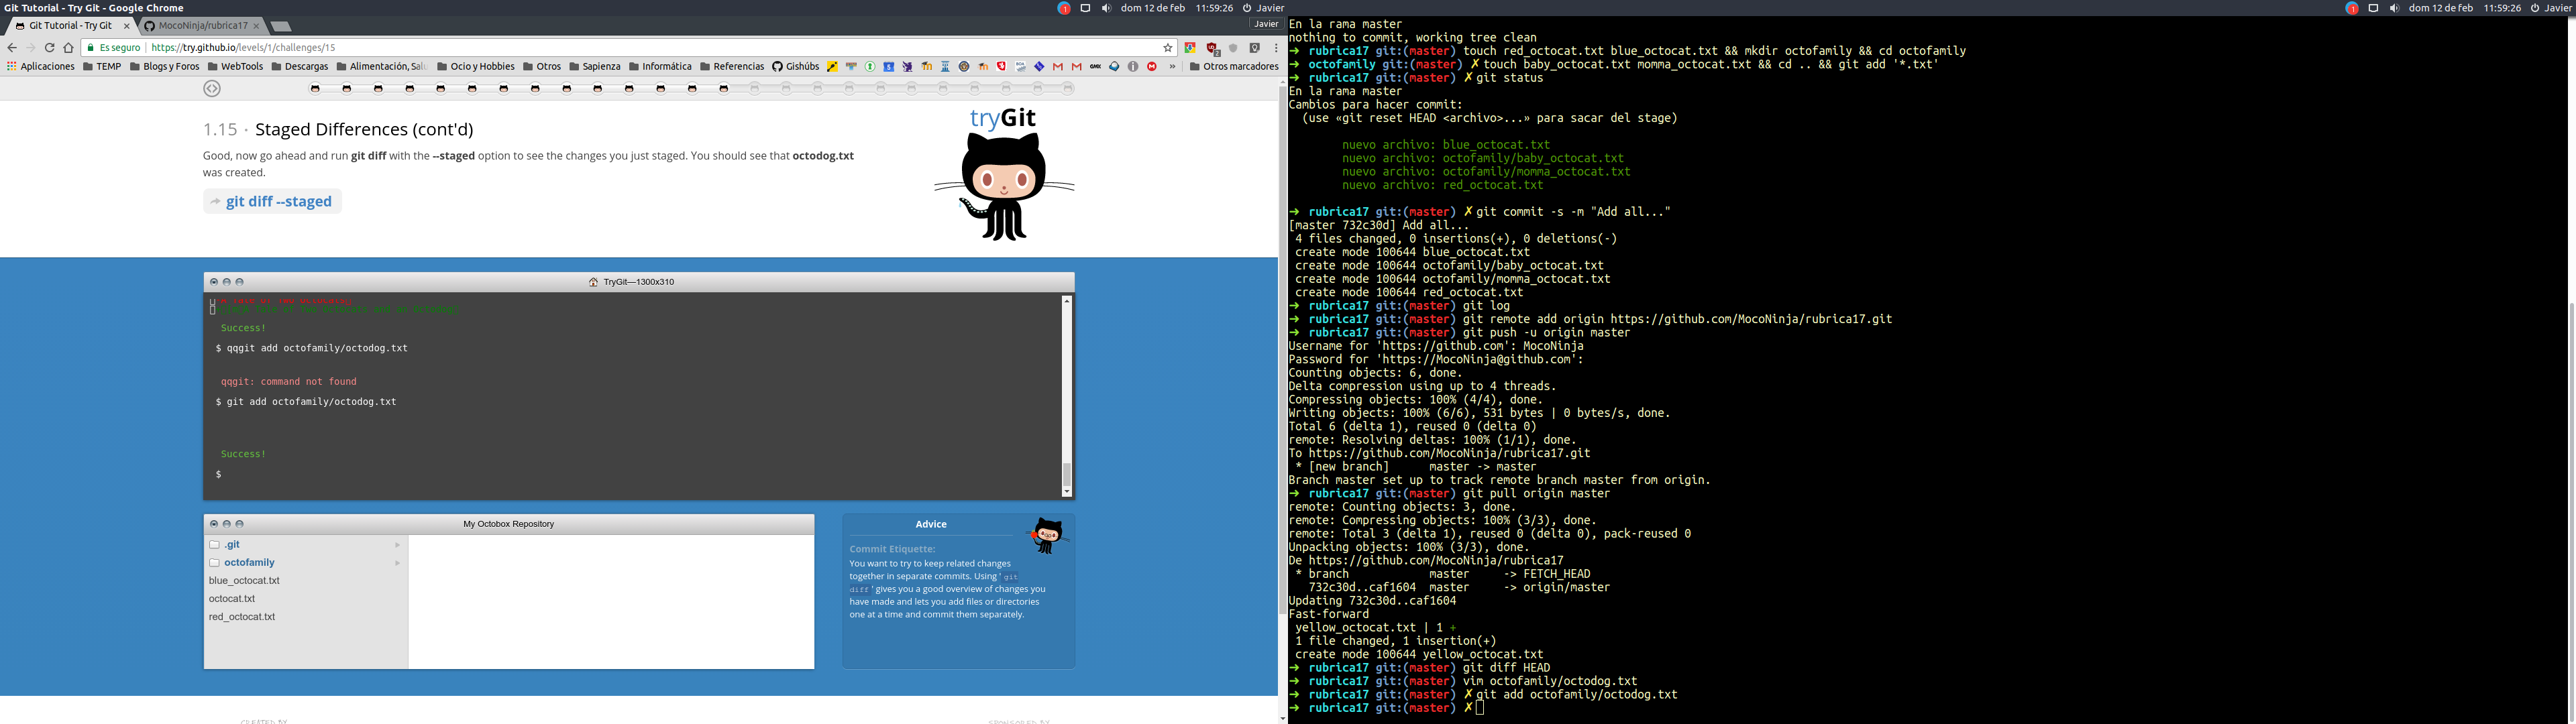 Git Tutorial - Try Git - Google Chrome
dom 12 de feb 11:59:26 Javier
Git Tutorial - Try Git
MocoNinja/rubrica17
Javier
Es seguro
https://try.github.io/levels/1/challenges/15
Aplicaciones TEMP Blogs y Foros WebTools Descargas Alimentación, Salu Ocio y Hobbies Otros Sapienza Informática Referencias Gishúbs » Otros marcadores
tryGit
1.15 · Staged Differences (cont'd)
Good, now go ahead and run git diff with the --staged option to see the changes you just staged. You should see that octodog.txt
was created.
git diff --staged
TryGit—1300x310
Success!
$ qqgit add octofamily/octodog.txt
qqgit: command not found
$ git add octofamily/octodog.txt
Success!
$
My Octobox Repository
.git
octofamily
blue_octocat.txt
octocat.txt
red_octocat.txt
Advice
Commit Etiquette:
You want to try to keep related changes
together in separate commits. Using 'git
diff' gives you a good overview of changes you
have made and lets you add files or directories
one at a time and commit them separately.
dom 12 de feb 11:59:26 Javier
En la rama master
nothing to commit, working tree clean
➜ rubrica17 git:(master) touch red_octocat.txt blue_octocat.txt && mkdir octofamily && cd octofamily
➜ octofamily git:(master) ✗ touch baby_octocat.txt momma_octocat.txt && cd .. && git add '*.txt'
➜ rubrica17 git:(master) ✗ git status
En la rama master
Cambios para hacer commit:
(use «git reset HEAD <archivo>...» para sacar del stage)
nuevo archivo: blue_octocat.txt
nuevo archivo: octofamily/baby_octocat.txt
nuevo archivo: octofamily/momma_octocat.txt
nuevo archivo: red_octocat.txt
➜ rubrica17 git:(master) ✗ git commit -s -m "Add all..."
[master 732c30d] Add all...
4 files changed, 0 insertions(+), 0 deletions(-)
create mode 100644 blue_octocat.txt
create mode 100644 octofamily/baby_octocat.txt
create mode 100644 octofamily/momma_octocat.txt
create mode 100644 red_octocat.txt
➜ rubrica17 git:(master) git log
➜ rubrica17 git:(master) git remote add origin https://github.com/MocoNinja/rubrica17.git
➜ rubrica17 git:(master) git push -u origin master
Username for 'https://github.com': MocoNinja
Password for 'https://MocoNinja@github.com':
Counting objects: 6, done.
Delta compression using up to 4 threads.
Compressing objects: 100% (4/4), done.
Writing objects: 100% (6/6), 531 bytes | 0 bytes/s, done.
Total 6 (delta 1), reused 0 (delta 0)
remote: Resolving deltas: 100% (1/1), done.
To https://github.com/MocoNinja/rubrica17.git
* [new branch] master -> master
Branch master set up to track remote branch master from origin.
➜ rubrica17 git:(master) git pull origin master
remote: Counting objects: 3, done.
remote: Compressing objects: 100% (3/3), done.
remote: Total 3 (delta 1), reused 0 (delta 0), pack-reused 0
Unpacking objects: 100% (3/3), done.
De https://github.com/MocoNinja/rubrica17
* branch master -> FETCH_HEAD
732c30d..caf1604 master -> origin/master
Updating 732c30d..caf1604
Fast-forward
yellow_octocat.txt | 1 +
1 file changed, 1 insertion(+)
create mode 100644 yellow_octocat.txt
➜ rubrica17 git:(master) git diff HEAD
➜ rubrica17 git:(master) vim octofamily/octodog.txt
➜ rubrica17 git:(master) ✗ git add octofamily/octodog.txt
➜ rubrica17 git:(master) ✗